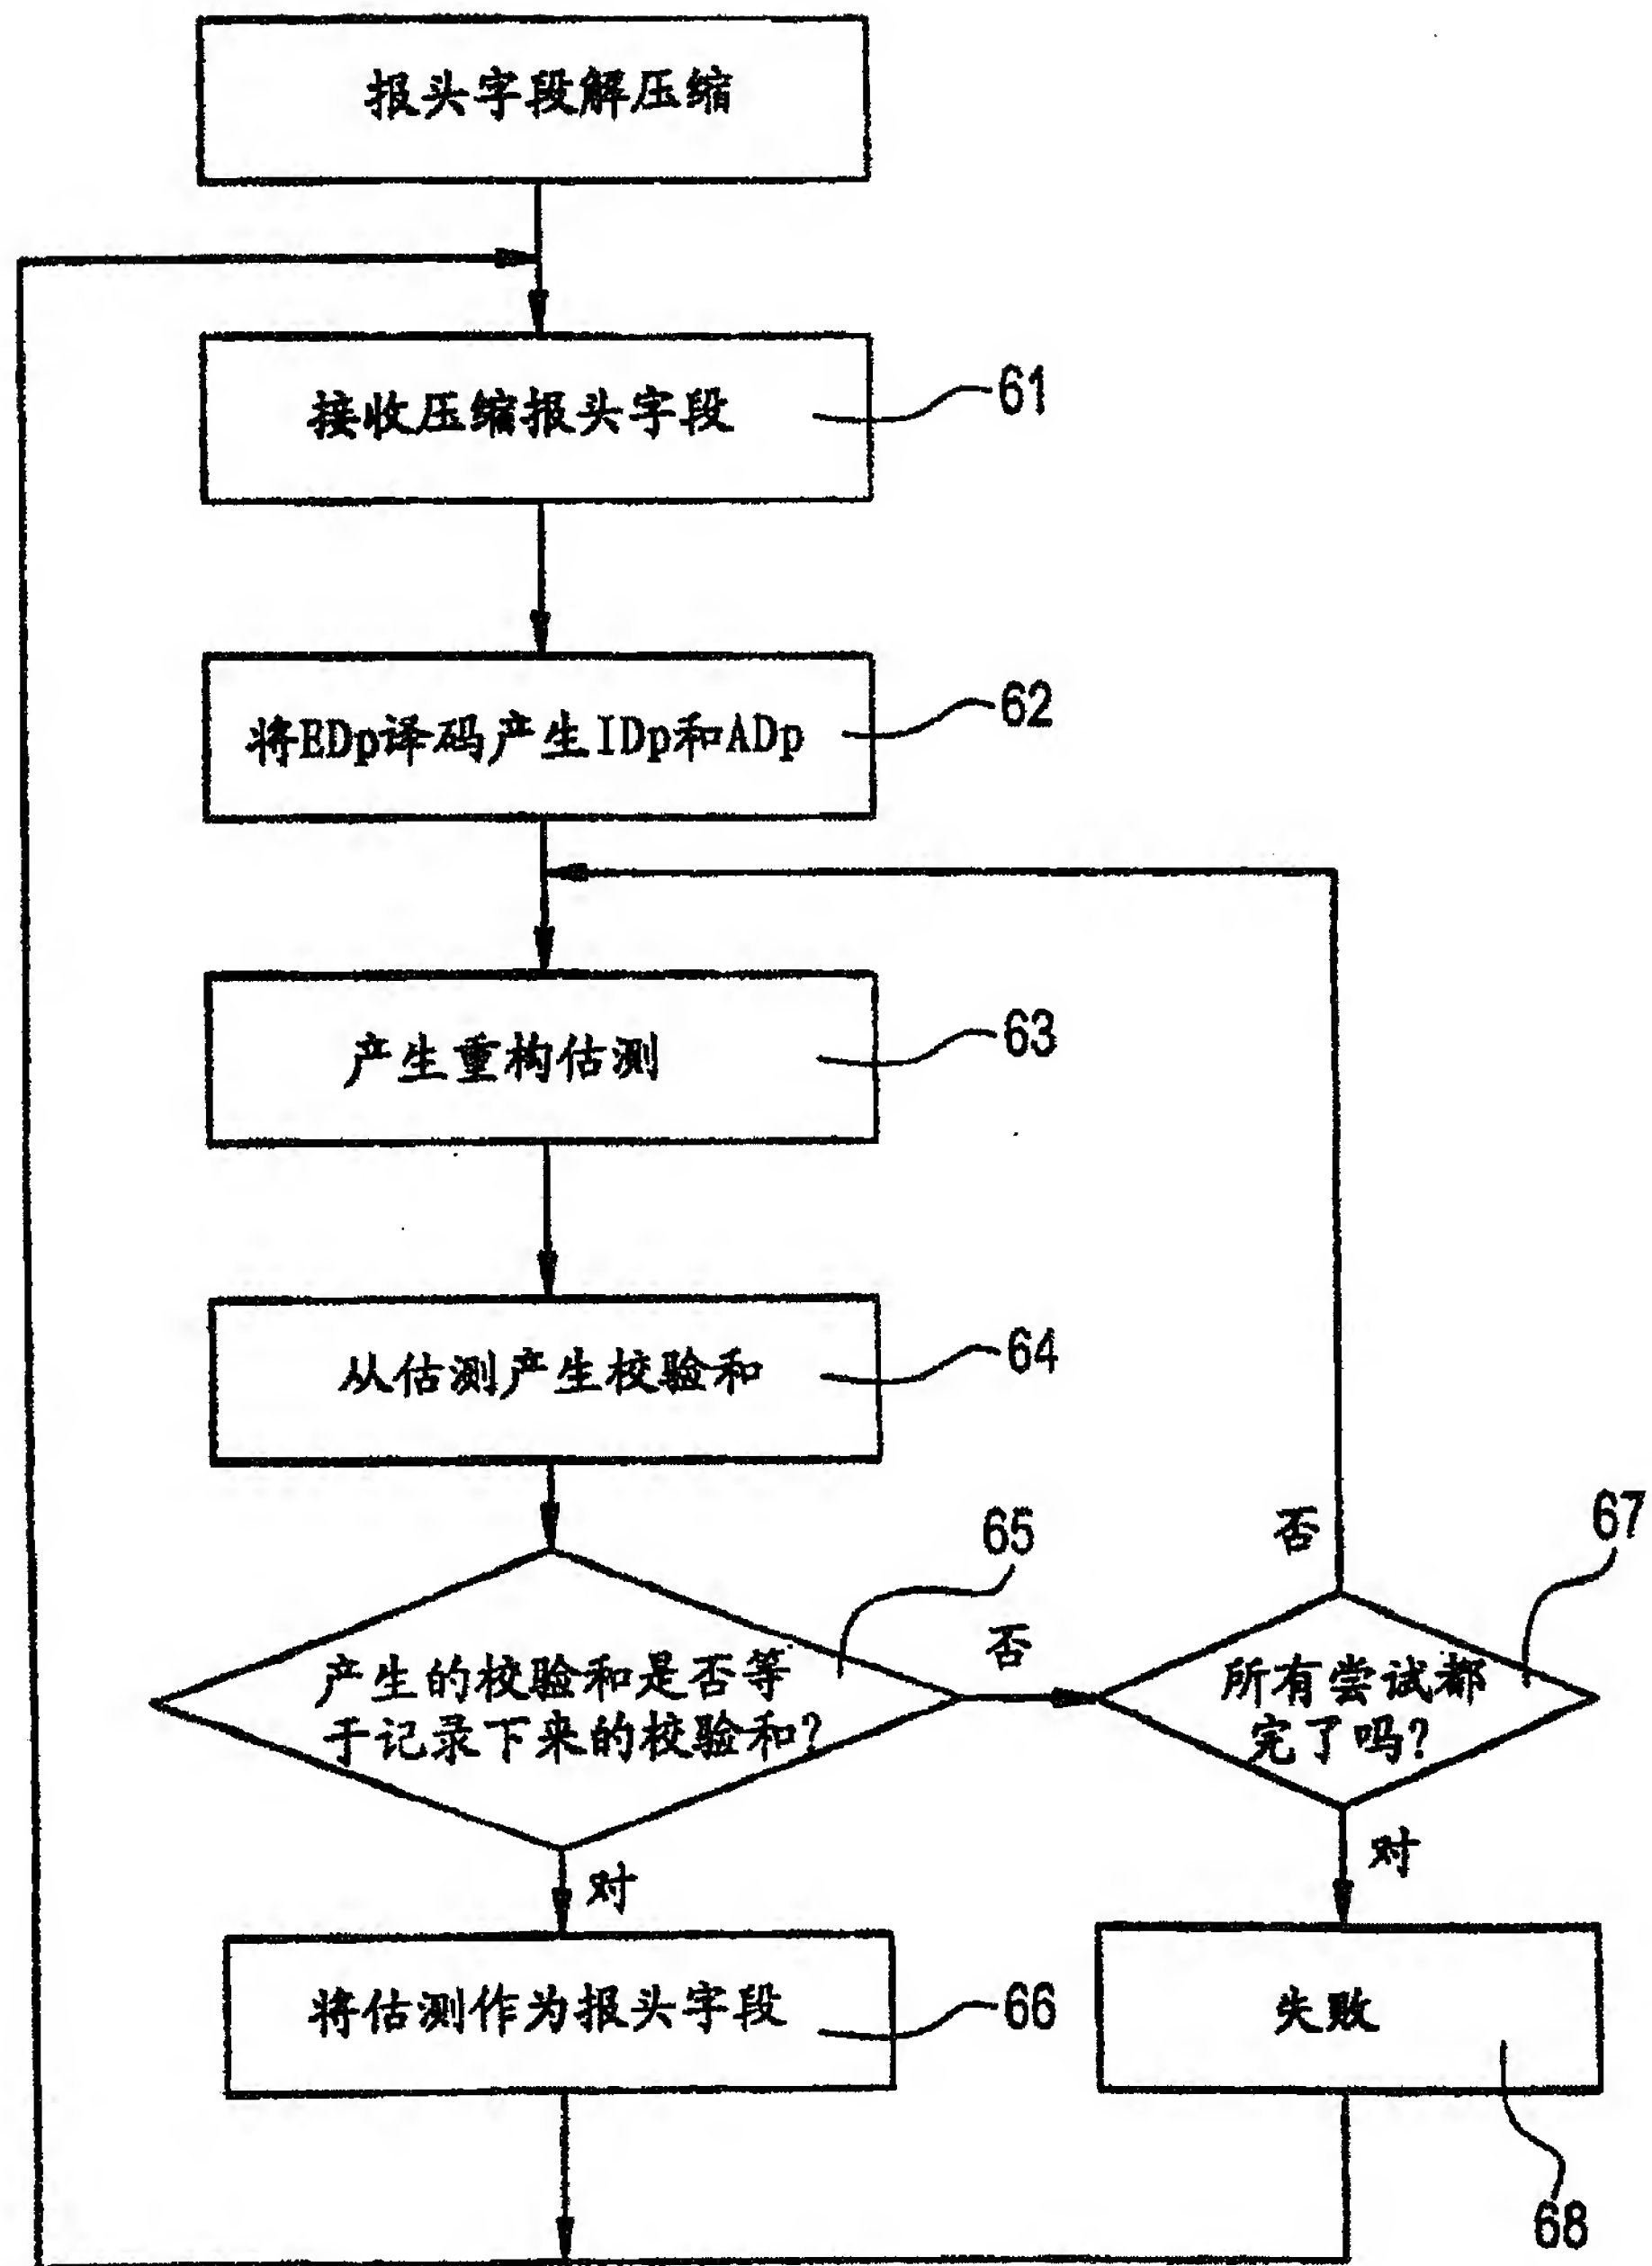 报头字段解压缩
接收压缩报头字段
61
将EDp译码产生IDp和ADp
62
产生重构估测
63
从估测产生校验和
64
65
产生的校验和是否等
于记录下来的校验和?
否
否
67
所有尝试都
完了吗?
对
对
将估测作为报头字段
66
失败
68